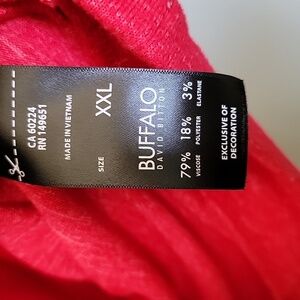 CA 60224
RN 149651
MADE IN VIETNAM
SIZE
XXL
BUFFALO
DAVID BITTON
79% 18% 3%
VISCOSE POLYESTER ELASTANE
EXCLUSIVE OF
DECORATION